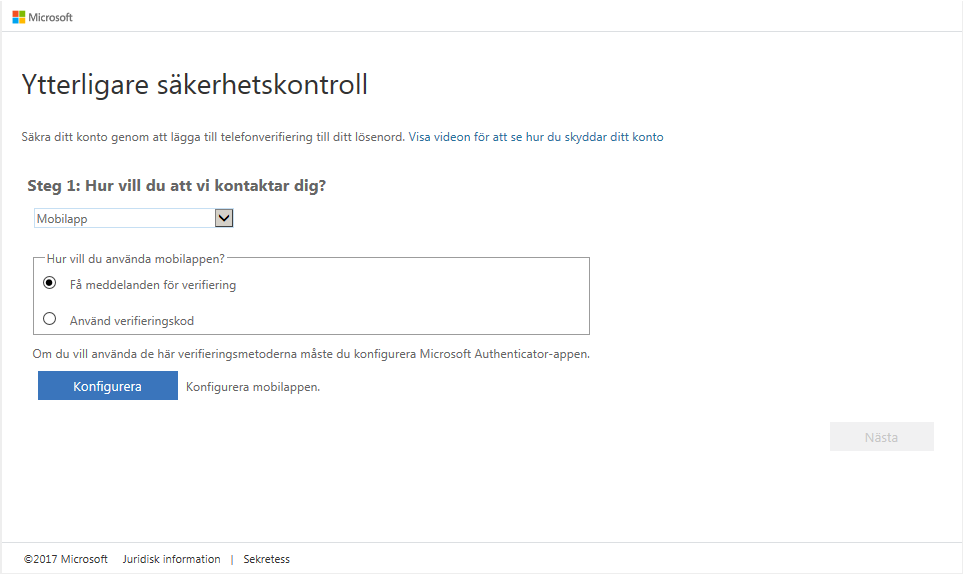 Microsoft
Ytterligare säkerhetskontroll
Säkra ditt konto genom att lägga till telefonverifiering till ditt lösenord. Visa videon för att se hur du skyddar ditt konto
Steg 1: Hur vill du att vi kontaktar dig?
Mobilapp
Hur vill du använda mobilappen?
Få meddelanden för verifiering
Använd verifieringskod
Om du vill använda de här verifieringsmetoderna måste du konfigurera Microsoft Authenticator-appen.
Konfigurera Konfigurera mobilappen.
Nästa
©2017 Microsoft Juridisk information | Sekretess